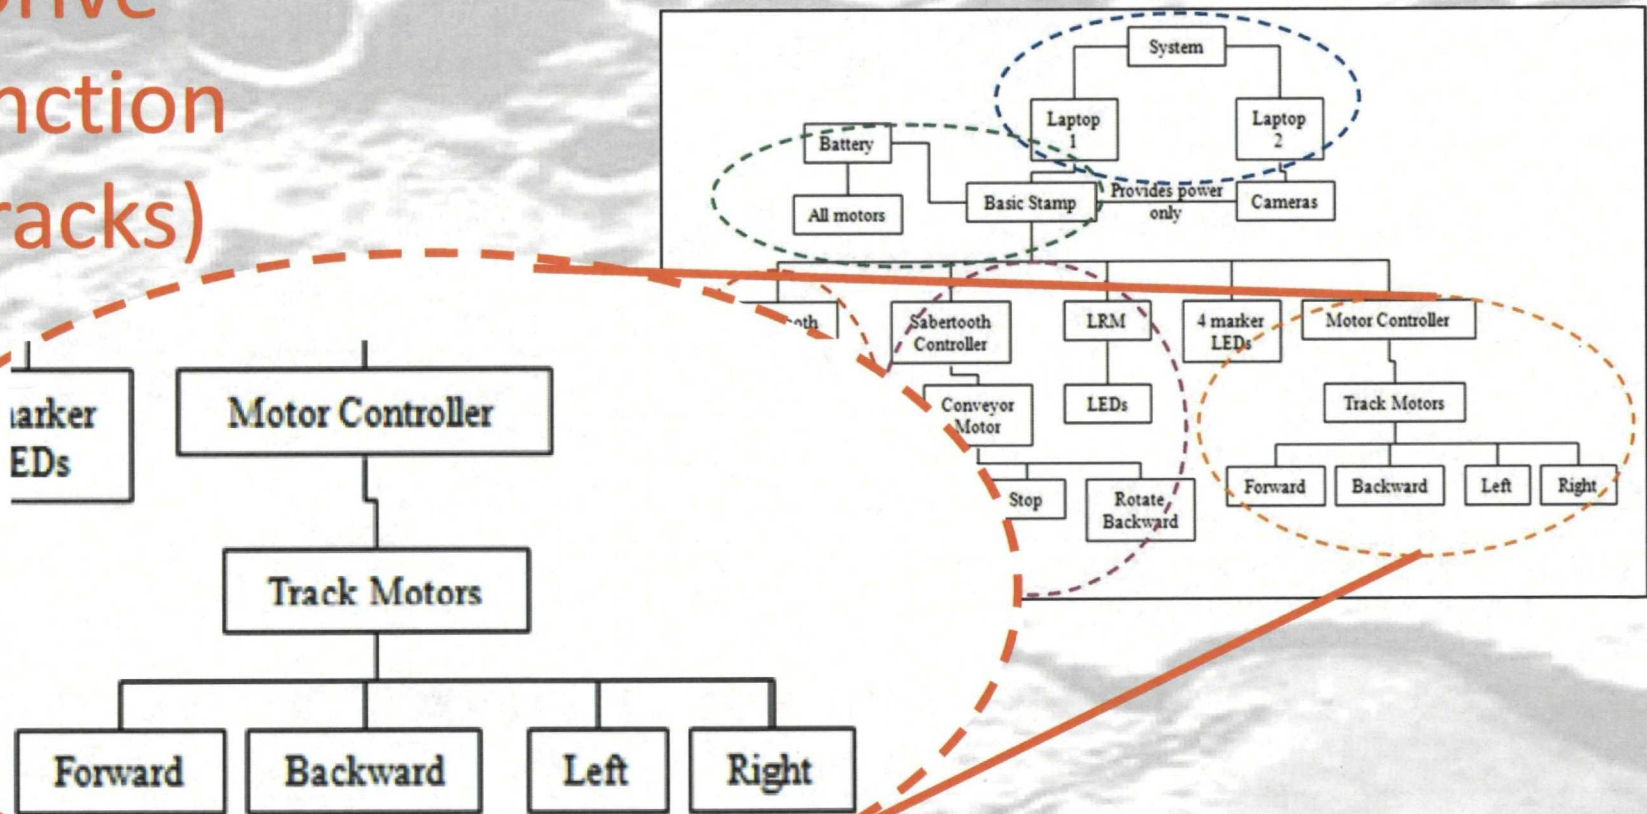 nction
racks)
System
Laptop
1
Laptop
2
Battery
All motors
Basic Stamp
Provides power
only
Cameras
Sabertooth
Controller
LRM
4 marker
LEDs
Motor Controller
Conveyor
Motor
LEDs
Track Motors
Stop
Rotate
Backward
Forward
Backward
Left
Right
Motor Controller
Track Motors
Forward
Backward
Left
Right